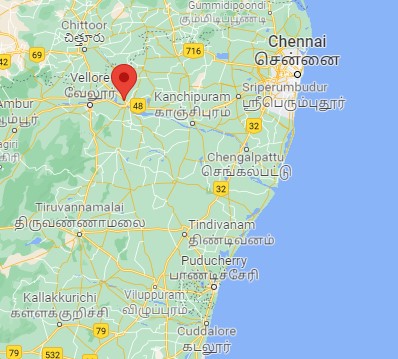 Gummidipoondi
கும்மிடிப்பூண்டி
Chittoor
చిత్తూరు
42
716
Chennai
சென்னை
Vellore
வேலூர்
48
Kanchipuram
காஞ்சிபுரம்
Sriperumbudur
ஸ்ரீபெரும்புதூர்
Ambur
ஆம்பூர்
32
Chengalpattu
செங்கல்பட்டு
32
Tiruvannamalai
திருவண்ணாமலை
Tindivanam
திண்டிவனம்
Puducherry
பாண்டிச்சேரி
Kallakkurichi
கள்ளக்குறிச்சி
Viluppuram
விழுப்புரம்
79
79
Cuddalore
கடலூர்
532